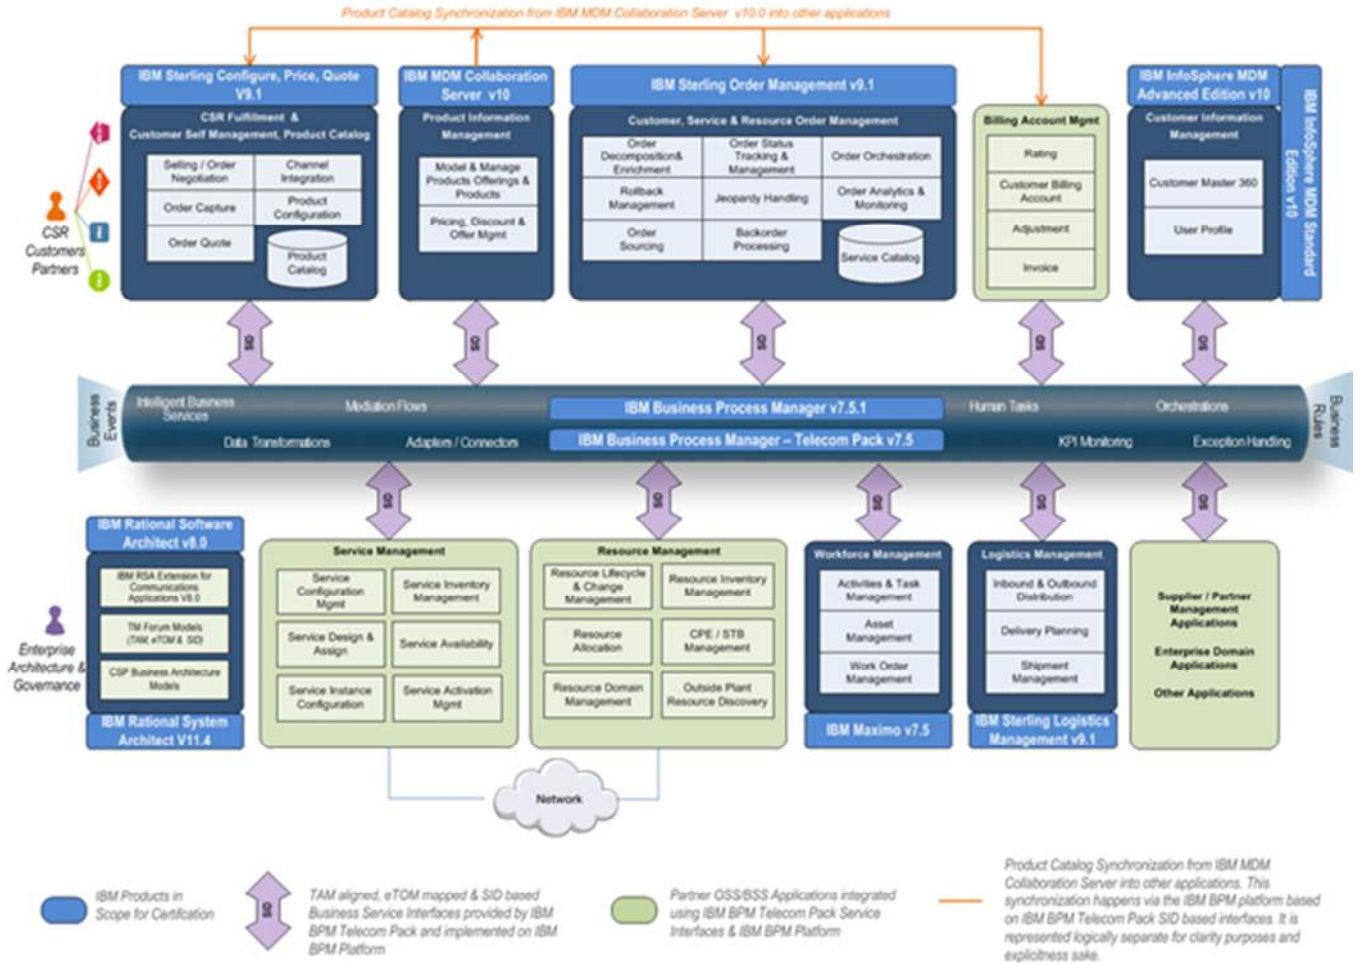 Product Catalog Synchronization from IBM MDM Collaboration Server v10.0 into other applications
IBM Sterling Configure, Price, Quote
V9.1
CSR Fulfillment &
Customer Self Management, Product Catalog
Selling / Order
Negotiation
Channel
Integration
Order Capture
Product
Configuration
Order Quote
Product
Catalog
IBM MDM Collaboration
Server v10
Product Information
Management
Model & Manage
Products Offerings &
Products
Pricing, Discount &
Offer Mgmt
IBM Sterling Order Management v9.1
Customer, Service & Resource Order Management
Order
Decomposition&
Enrichment
Order Status
Tracking &
Management
Order Orchestration
Rollback
Management
Jeopardy Handling
Order Analytics &
Monitoring
Order
Sourcing
Backorder
Processing
Service Catalog
Billing Account Mgmt
Rating
Customer Billing
Account
Adjustment
Invoice
IBM InfoSphere MDM
Advanced Edition v10
Customer Information
Management
Customer Master 360
User Profile
IBM InfoSphere MDM Standard
Edition v10
CSR
Customers
Partners
SID
SID
SID
SID
SID
Business
Events
Intelligent Business
Services
Mediation Flows
IBM Business Process Manager v7.5.1
Human Tasks
Orchestrations
Data Transformations
Adapters / Connectors
IBM Business Process Manager – Telecom Pack v7.5
KPI Monitoring
Exception Handling
Business
Rules
SID
SID
SID
SID
SID
Enterprise
Architecture &
Governance
IBM Rational Software
Architect v8.0
IBM RSA Extension for
Communications
Applications V8.0
TM Forum Models
(TAM, eTOM & SID)
CSP Business Architecture
Models
IBM Rational System
Architect V11.4
Service Management
Service
Configuration
Mgmt
Service Inventory
Management
Service Design &
Assign
Service Availability
Service Instance
Configuration
Service Activation
Mgmt
Resource Management
Resource Lifecycle
& Change
Management
Resource Inventory
Management
Resource
Allocation
CPE / STB
Management
Resource Domain
Management
Outside Plant
Resource Discovery
Workforce Management
Activities & Task
Management
Asset
Management
Work Order
Management
IBM Maximo v7.5
Logistics Management
Inbound & Outbound
Distribution
Delivery Planning
Shipment
Management
IBM Sterling Logistics
Management v9.1
Supplier / Partner
Management
Applications
Enterprise Domain
Applications
Other Applications
Network
IBM Products in
Scope for Certifcation
SID
TAM aligned, eTOM mapped & SID based
Business Service Interfaces provided by IBM
BPM Telecom Pack and implemented on IBM
BPM Platform
Partner OSS/BSS Applications integrated
using IBM BPM Telecom Pack Service
Interfaces & IBM BPM Platform
Product Catalog Synchronization from IBM MDM
Collaboration Server into other applications. This
synchronization happens via the IBM BPM platform based
on IBM BPM Telecom Pack SID based interfaces. It is
represented logically separate for clarity purposes and
explicitness sake.